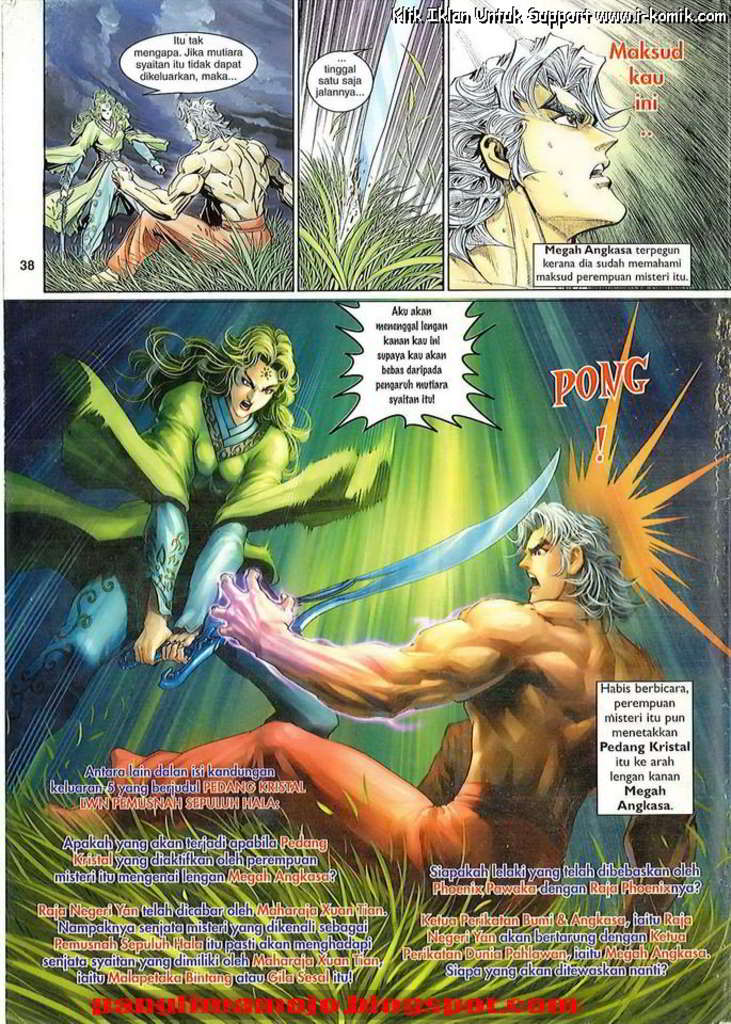 Klik Iklan Untuk Support www.i-komik.com
Itu tak
mengapa. Jika mutiara
syaitan itu tidak dapat
dikeluarkan, maka...
...
tinggal
satu saja
jalannya...
Maksud
kau
ini
..
Megah Angkasa terpegun
kerana dia sudah memahami
maksud perempuan misteri itu.
38
Aku akan
menenggal lengan
kanan kau ini
supaya kau akan
bebas daripada
pengaruh mutiara
syaitan itu!
PONG
!
Habis berbicara,
perempuan
misteri itu pun
menetakkan
Pedang Kristal
itu ke arah
lengan kanan
Megah
Angkasa.
Antara lain dalan isi kandungan
keluaran 5 yang berjudul PEDANG KRISTAL
LWN PEMUSNAH SEPULUH HALA:
Apakah yang akan terjadi apabila Pedang
Kristal yang diaktifkan oleh perempuan
misteri itu mengenai lengan Megah Angkasa?
Raja Negeri Yan telah dicabar oleh Maharaja Xuan Tian.
Nampaknya senjata misteri yang dikenali sebagai
Pemusnah Sepuluh Hala itu pasti akan menghadapi
senjata syaitan yang dimiliki oleh Maharaja Xuan Tian,
iaitu Malapetaka Bintang atau Gila Sesal itu!
Siapakah lelaki yang telah dibebaskan oleh
Phoenix Pawaka dengan Raja Phoenixnya?
Ketua Perikatan Bumi & Angkasa, iaitu Raja
Negeri Yan akan bertarung dengan Ketua
Perikatan Dunia Pahlawan, iaitu Megah Angkasa.
Siapa yang akan ditewaskan nanti?